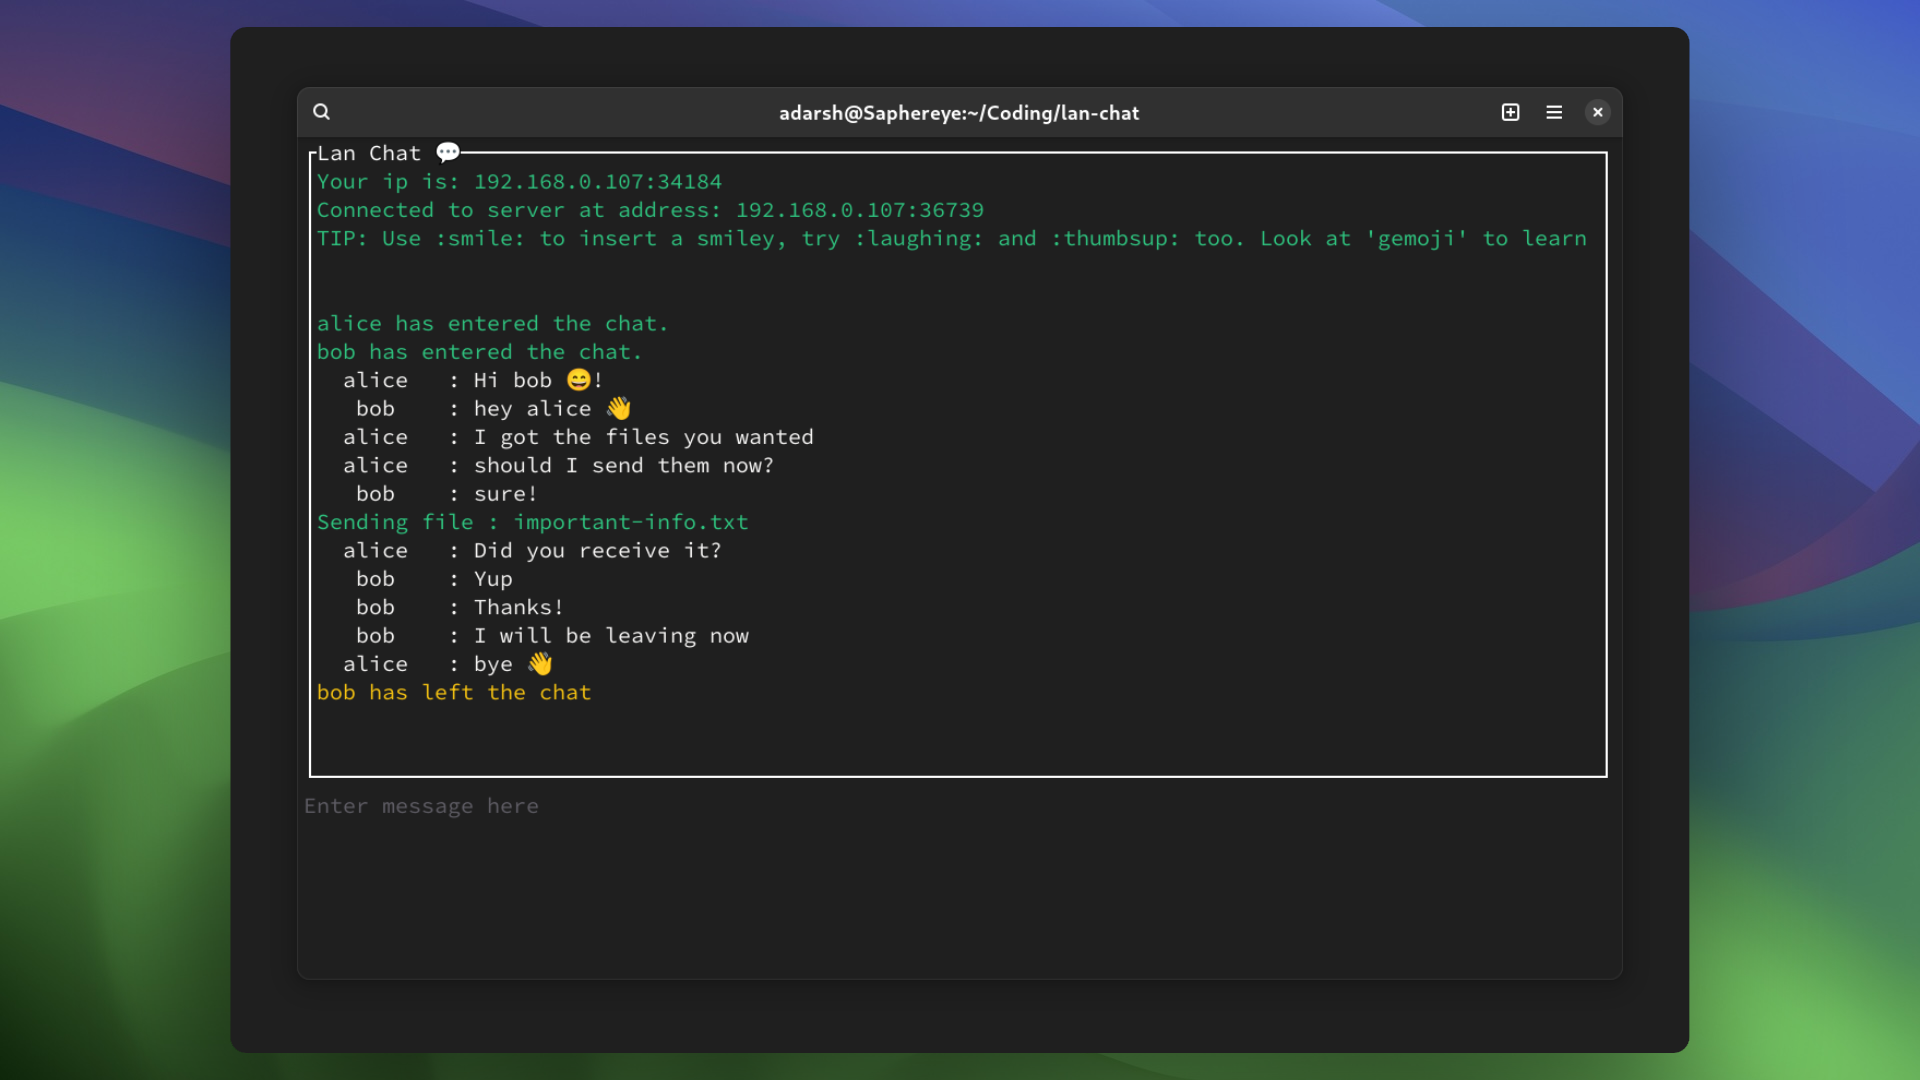 adarsh@Saphereye:~/Coding/lan-chat
Lan Chat 💬
Your ip is: 192.168.0.107:34184
Connected to server at address: 192.168.0.107:36739
TIP: Use :smile: to insert a smiley, try :laughing: and :thumbsup: too. Look at 'gemoji' to learn
alice has entered the chat.
bob has entered the chat.
alice : Hi bob 😄!
bob : hey alice 👋
alice : I got the files you wanted
alice : should I send them now?
bob : sure!
Sending file : important-info.txt
alice : Did you receive it?
bob : Yup
bob : Thanks!
bob : I will be leaving now
alice : bye 👋
bob has left the chat
Enter message here